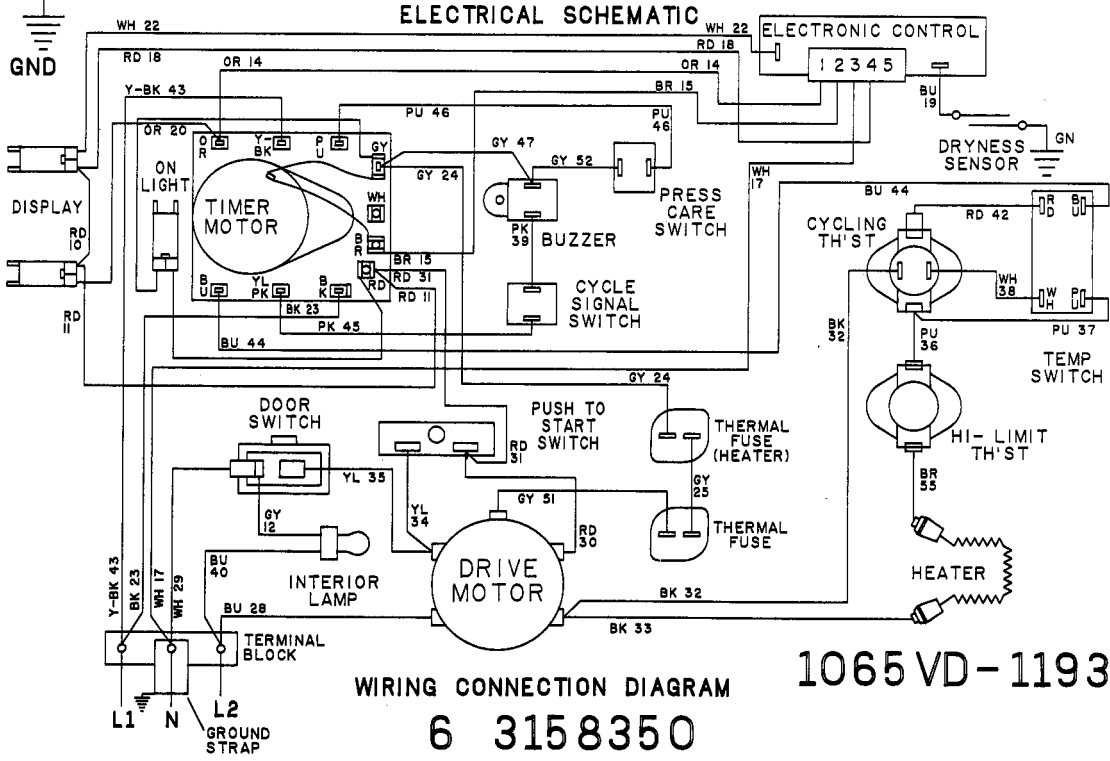 ELECTRICAL SCHEMATIC
GND
WH 22
RD 18
OR 14
Y-BK 43
OR 20
WH 22
RD 18
OR 14
BR 15
ELECTRONIC CONTROL
1 2 3 4 5
BU
19
GN
DRYNESS
SENSOR
PU 46
PU
46
GY 47
GY 52
GY 24
O
R
Y-
BK
P
U
GY
WH
B
R
RD
B
U
YL
PK
B
K
ON
LIGHT
TIMER
MOTOR
DISPLAY
RD
10
RD
11
BR 15
RD 31
RD 11
BK 23
PK 45
BU 44
PK
39
BUZZER
CYCLE
SIGNAL
SWITCH
PRESS
CARE
SWITCH
WH
17
BU 44
CYCLING
TH'ST
RD 42
R
D
B
U
W
H
P
U
WH
38
BK
32
PU
36
PU 37
TEMP
SWITCH
GY 24
DOOR
SWITCH
PUSH TO
START
SWITCH
RD
31
THERMAL
FUSE
(HEATER)
HI- LIMIT
TH'ST
BR
55
YL 35
GY
12
YL
34
GY 51
GY
25
RD
30
THERMAL
FUSE
BU
40
INTERIOR
LAMP
DRIVE
MOTOR
HEATER
Y-BK 43
BK 23
WH 17
WH 29
BU 28
BK 32
BK 33
TERMINAL
BLOCK
L1
N
L2
GROUND
STRAP
WIRING CONNECTION DIAGRAM
6 3158350
1065 VD-1193